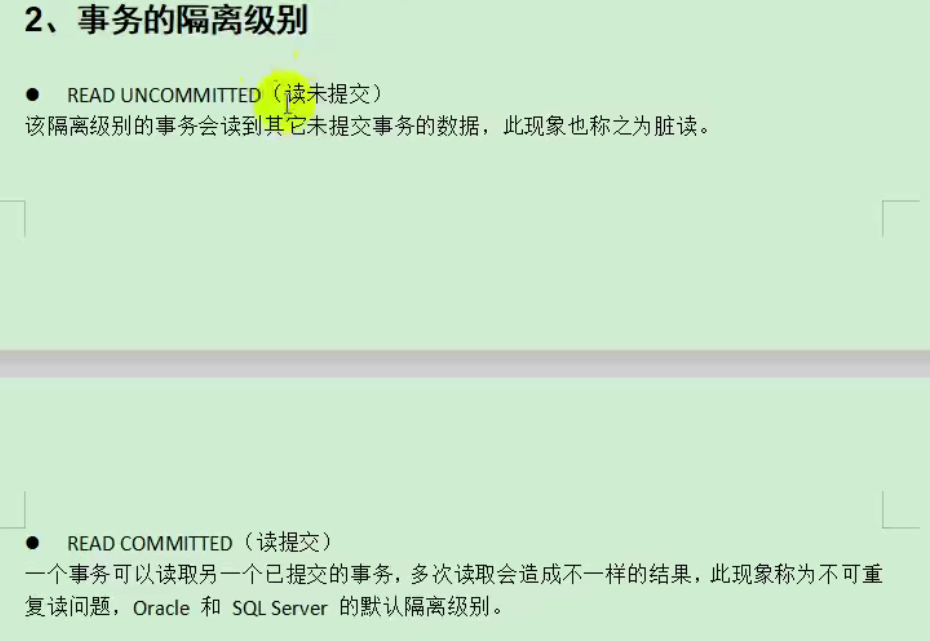 2、事务的隔离级别
● READ UNCOMMITTED（读未提交）
该隔离级别的事务会读到其它未提交事务的数据，此现象也称之为脏读。
● READ COMMITTED（读提交）
一个事务可以读取另一个已提交的事务，多次读取会造成不一样的结果，此现象称为不可重
复读问题，Oracle 和 SQL Server 的默认隔离级别。